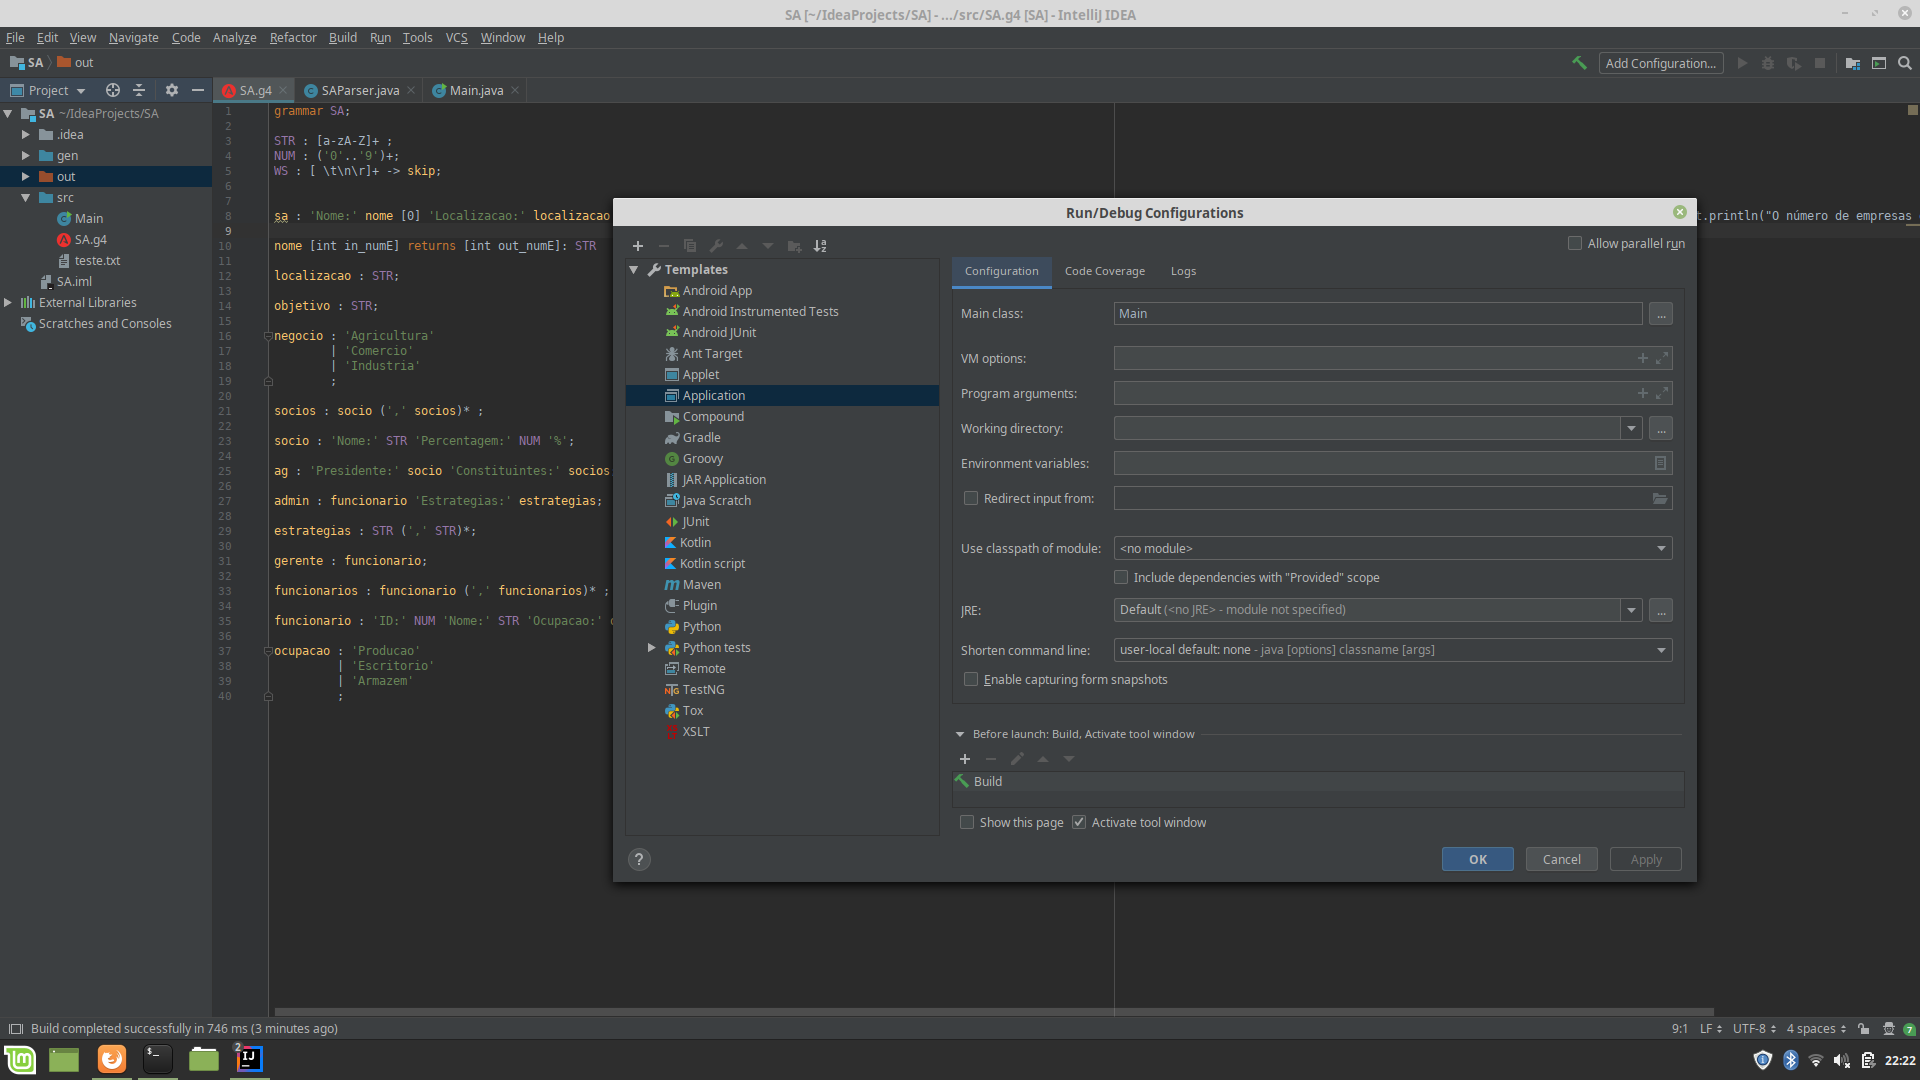 SA [~/IdeaProjects/SA] - .../src/SA.g4 [SA] - IntelliJ IDEA
File Edit View Navigate Code Analyze Refactor Build Run Tools VCS Window Help
SA out Add Configuration...
Project SA.g4 SAParser.java Main.java
SA ~/IdeaProjects/SA
.idea
gen
out
src
Main
SA.g4
teste.txt
SA.iml
External Libraries
Scratches and Consoles
1 grammar SA;
2
3 STR : [a-zA-Z]+ ;
4 NUM : ('0'..'9')+;
5 WS : [ \t\n\r]+ -> skip;
6
7
8 sa : 'Nome:' nome [0] 'Localizacao:' localizacao t.println("O número de empresas
9
10 nome [int in_numE] returns [int out_numE]: STR
11
12 localizacao : STR;
13
14 objetivo : STR;
15
16 negocio : 'Agricultura'
17 | 'Comercio'
18 | 'Industria'
19 ;
20
21 socios : socio (',' socios)* ;
22
23 socio : 'Nome:' STR 'Percentagem:' NUM '%';
24
25 ag : 'Presidente:' socio 'Constituintes:' socios
26
27 admin : funcionario 'Estrategias:' estrategias;
28
29 estrategias : STR (',' STR)*;
30
31 gerente : funcionario;
32
33 funcionarios : funcionario (',' funcionarios)* ;
34
35 funcionario : 'ID:' NUM 'Nome:' STR 'Ocupacao:'
36
37 ocupacao : 'Producao'
38 | 'Escritorio'
39 | 'Armazem'
40 ;
Run/Debug Configurations
Allow parallel run
Templates
Android App
Android Instrumented Tests
Android JUnit
Ant Target
Applet
Application
Compound
Gradle
Groovy
JAR Application
Java Scratch
JUnit
Kotlin
Kotlin script
Maven
Plugin
Python
Python tests
Remote
TestNG
Tox
XSLT
Configuration Code Coverage Logs
Main class: Main ...
VM options:
Program arguments:
Working directory: ...
Environment variables:
Redirect input from:
Use classpath of module: <no module>
Include dependencies with "Provided" scope
JRE: Default (<no JRE> - module not specified) ...
Shorten command line: user-local default: none - java [options] classname [args]
Enable capturing form snapshots
Before launch: Build, Activate tool window
Build
Show this page Activate tool window
? OK Cancel Apply
Build completed successfully in 746 ms (3 minutes ago) 9:1 LF UTF-8 4 spaces 7
2 IJ 22:22